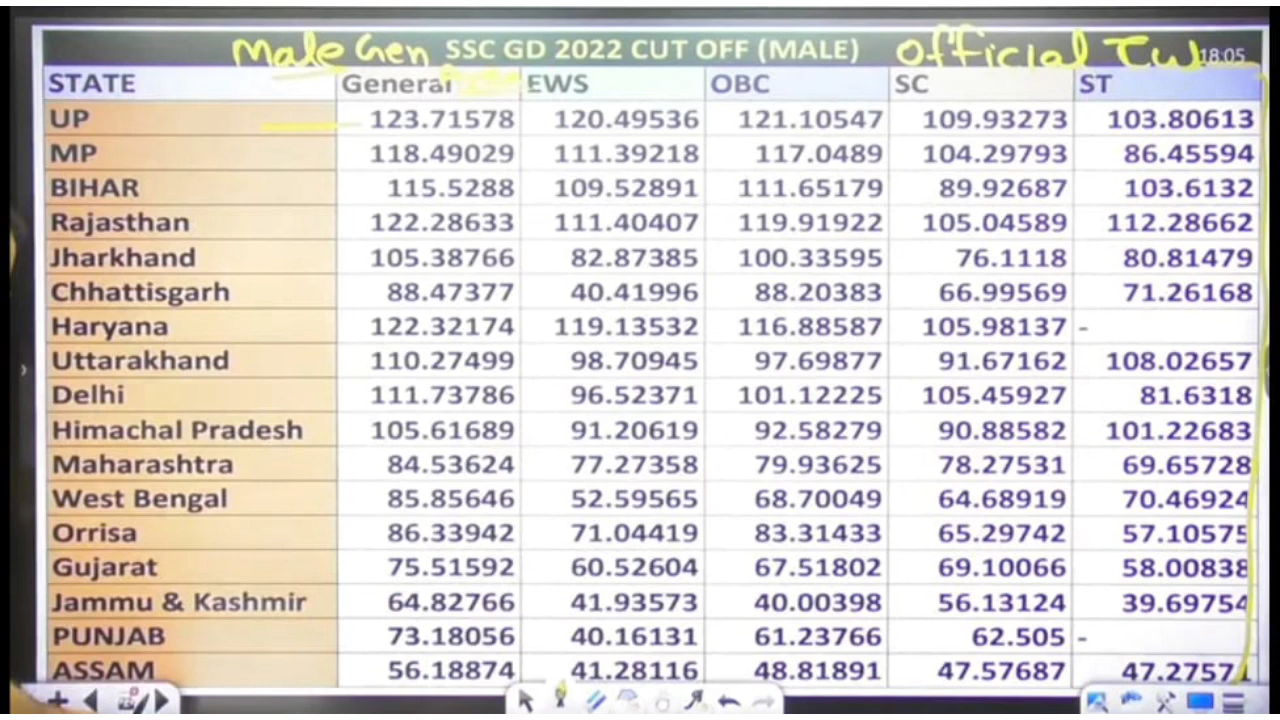 Male Gen SSC GD 2022 CUT OFF (MALE) Official 18:05
STATE General EWS OBC SC ST
UP 123.71578 120.49536 121.10547 109.93273 103.80613
MP 118.49029 111.39218 117.0489 104.29793 86.45594
BIHAR 115.5288 109.52891 111.65179 89.92687 103.6132
Rajasthan 122.28633 111.40407 119.91922 105.04589 112.28662
Jharkhand 105.38766 82.87385 100.33595 76.1118 80.81479
Chhattisgarh 88.47377 40.41996 88.20383 66.99569 71.26168
Haryana 122.32174 119.13532 116.88587 105.98137 -
Uttarakhand 110.27499 98.70945 97.69877 91.67162 108.02657
Delhi 111.73786 96.52371 101.12225 105.45927 81.6318
Himachal Pradesh 105.61689 91.20619 92.58279 90.88582 101.22683
Maharashtra 84.53624 77.27358 79.93625 78.27531 69.65728
West Bengal 85.85646 52.59565 68.70049 64.68919 70.46924
Orrisa 86.33942 71.04419 83.31433 65.29742 57.10575
Gujarat 75.51592 60.52604 67.51802 69.10066 58.00838
Jammu & Kashmir 64.82766 41.93573 40.00398 56.13124 39.69754
PUNJAB 73.18056 40.16131 61.23766 62.505 -
ASSAM 56.18874 41.28116 48.81891 47.57687